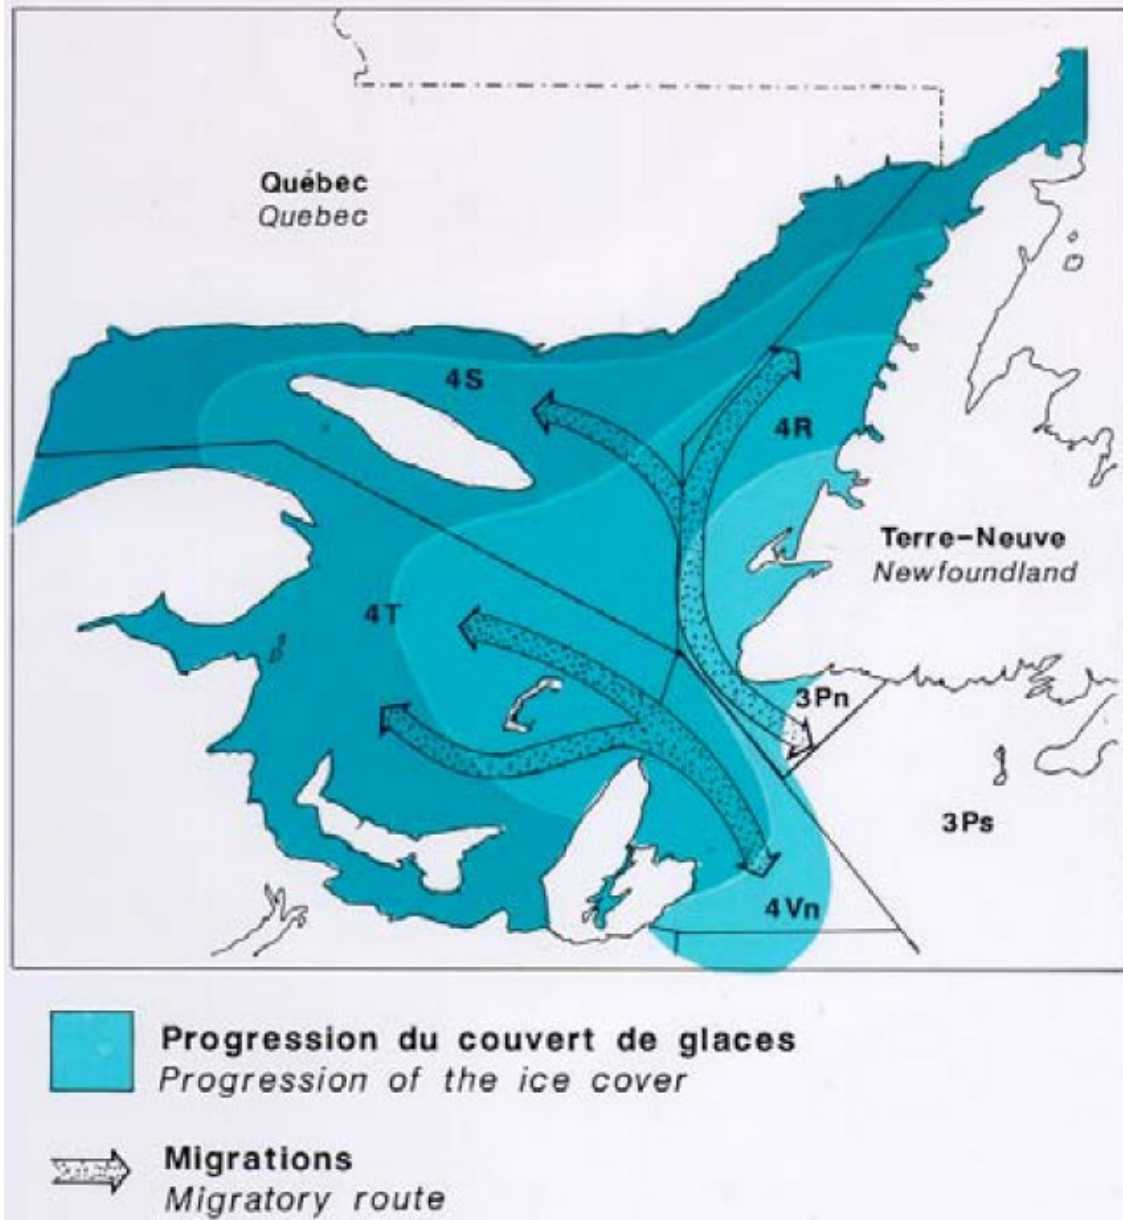 Québec
Quebec
4S
4R
Terre-Neuve
Newfoundland
4T
3Pn
3Ps
4Vn
Progression du couvert de glaces
Progression of the ice cover
Migrations
Migratory route